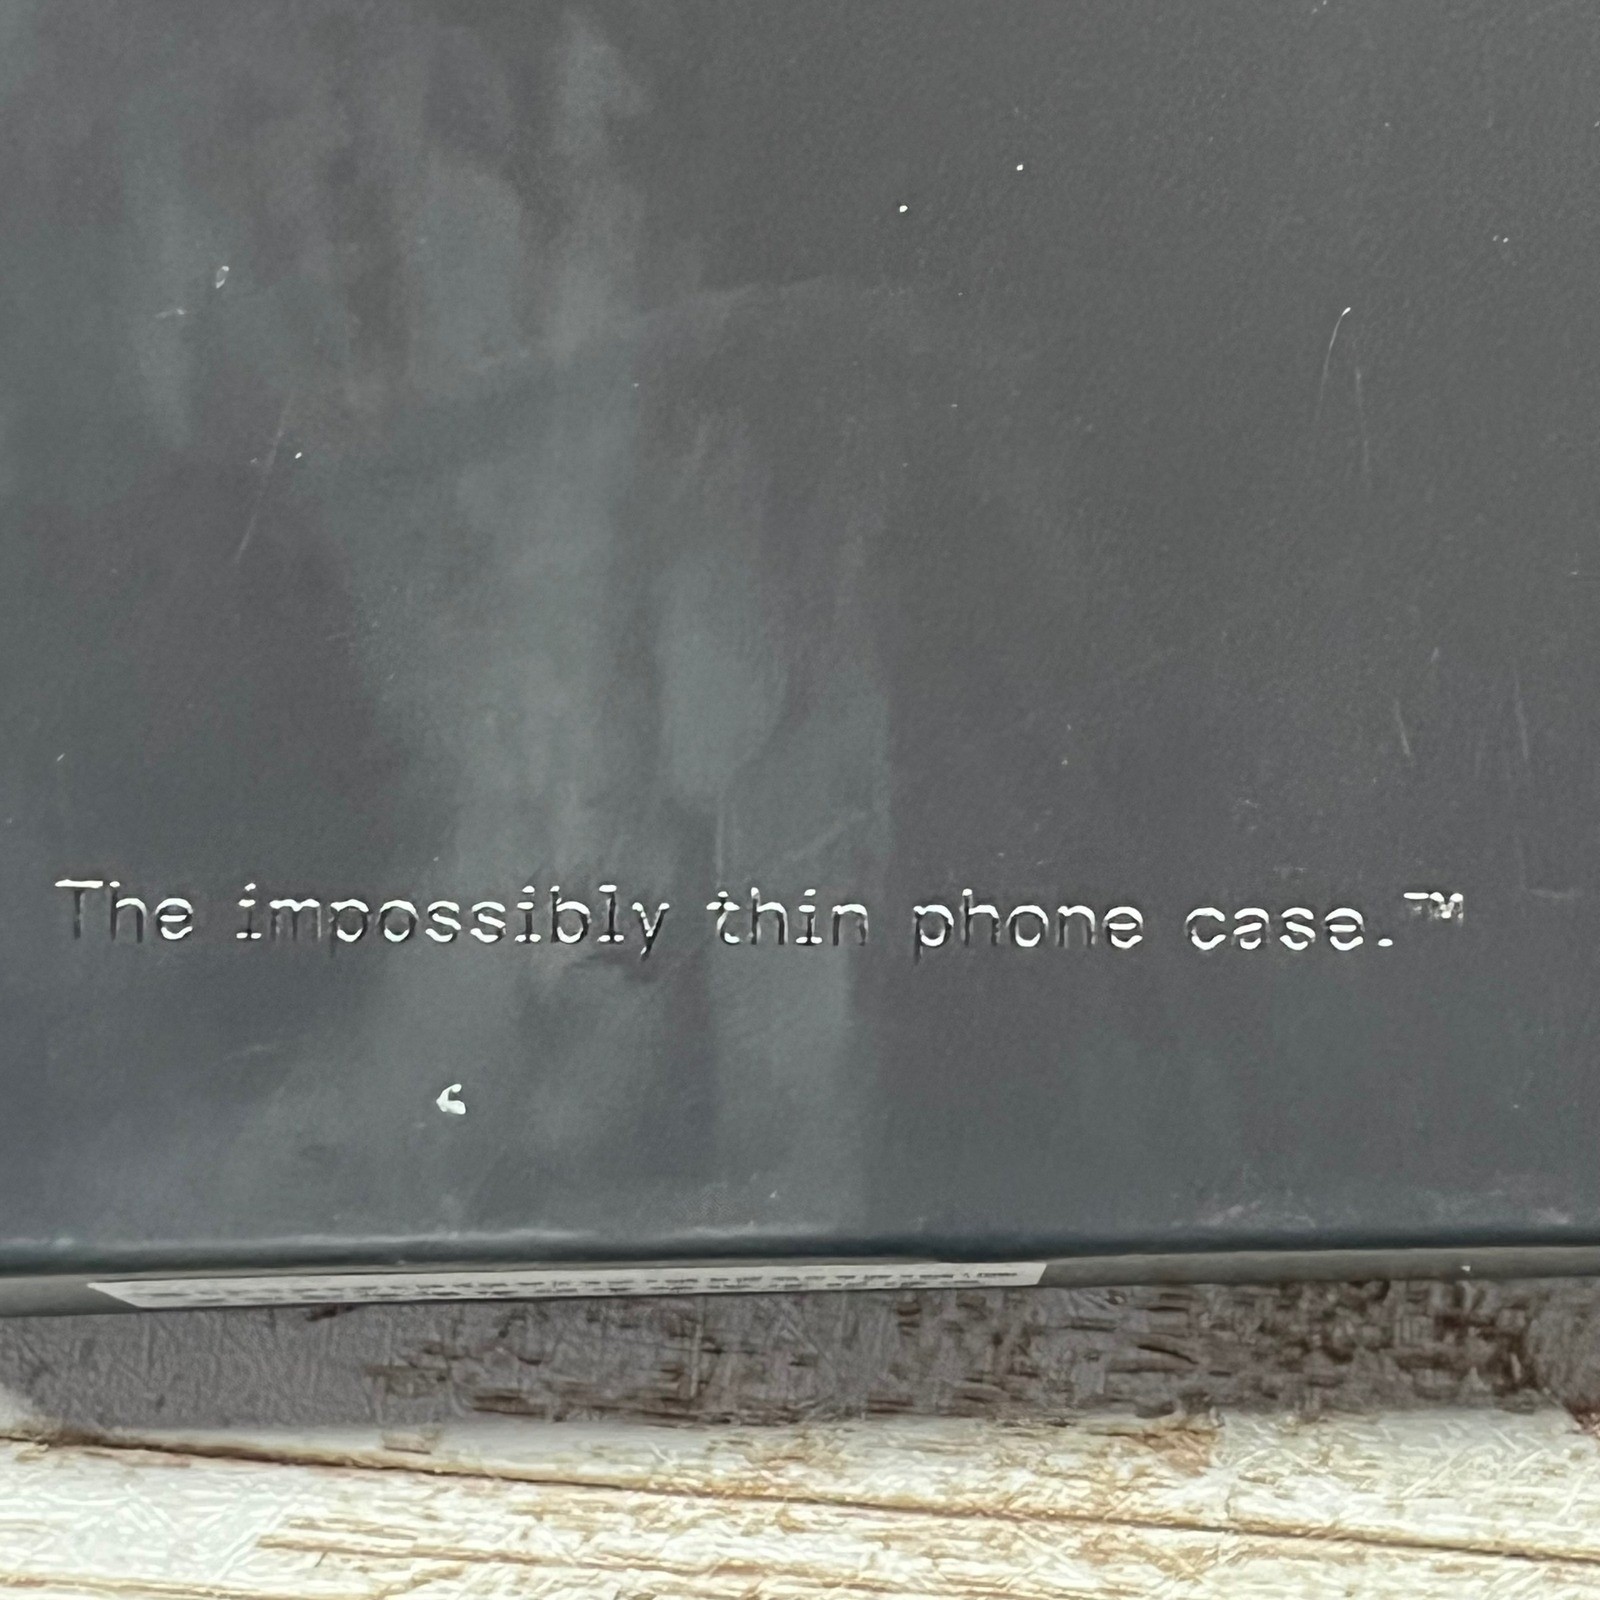 The impossibly thin phone case.™